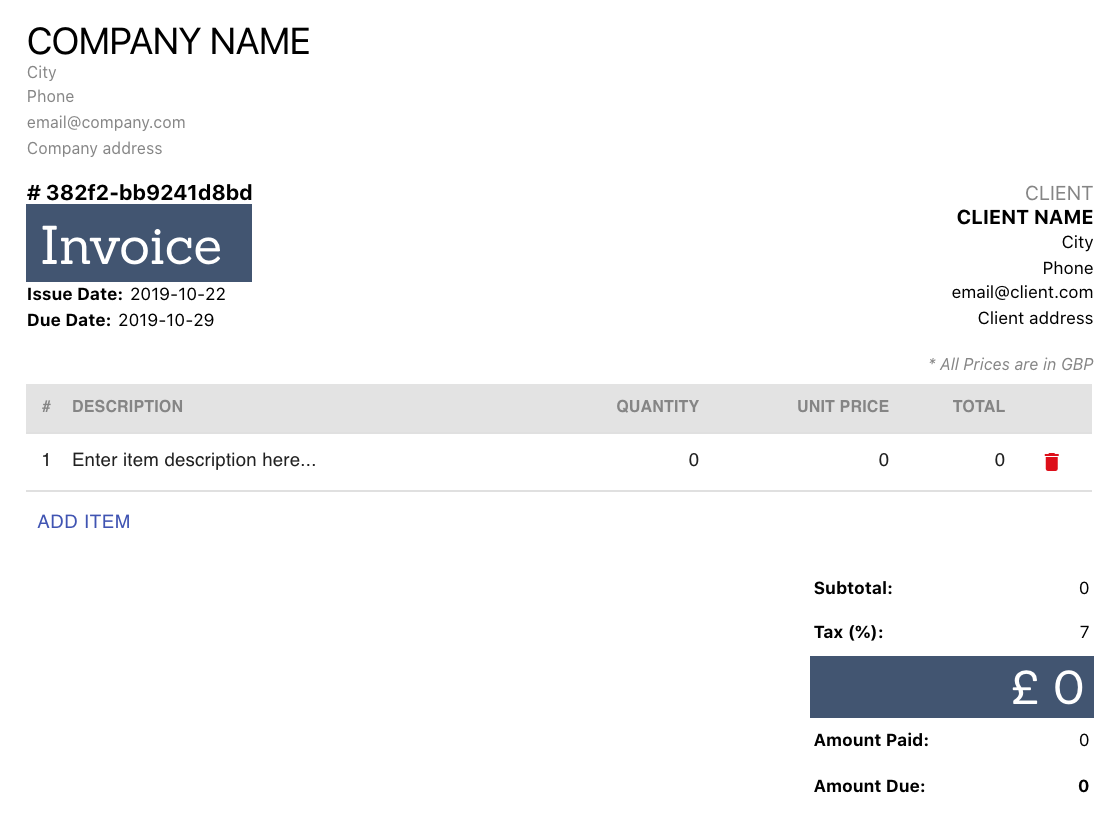 COMPANY NAME
City
Phone
email@company.com
Company address
# 382f2-bb9241d8bd
Invoice
Issue Date: 2019-10-22
Due Date: 2019-10-29
CLIENT
CLIENT NAME
City
Phone
email@client.com
Client address
* All Prices are in GBP
# DESCRIPTION QUANTITY UNIT PRICE TOTAL
1 Enter item description here... 0 0 0
ADD ITEM
Subtotal: 0
Tax (%): 7
£ 0
Amount Paid: 0
Amount Due: 0